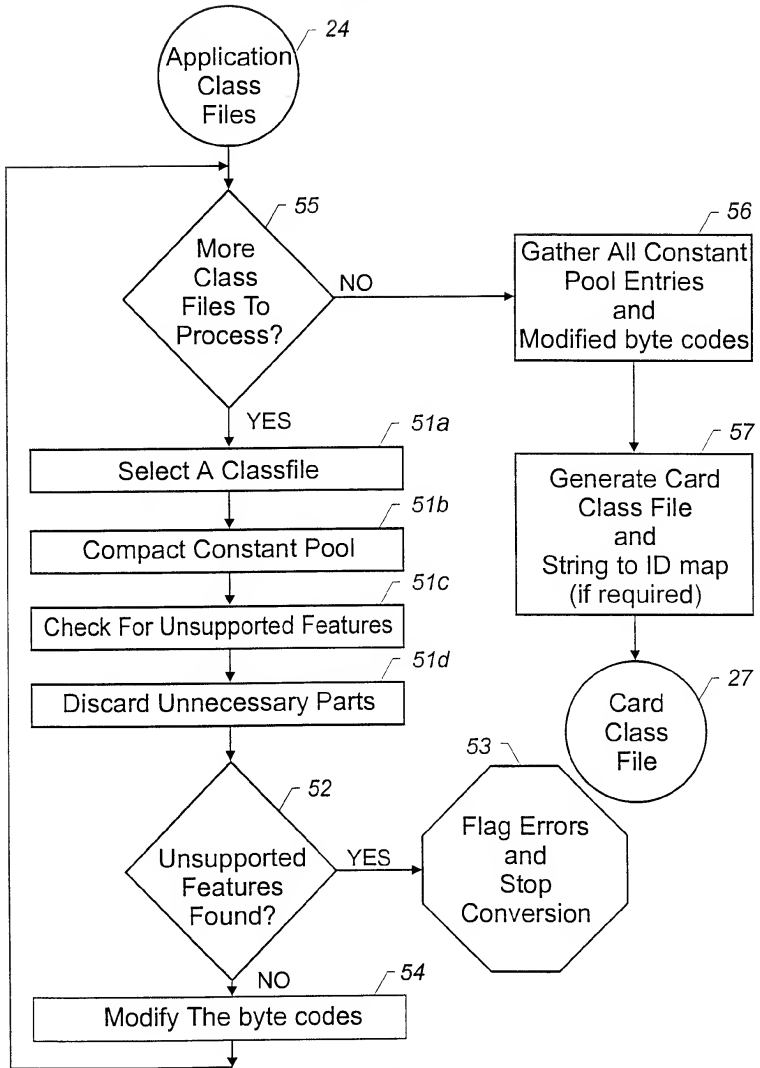 24
Application
Class
Files
55
More
Class
Files To
Process?
NO
YES
56
Gather All Constant
Pool Entries
and
Modified byte codes
51a
Select A Classfile
51b
Compact Constant Pool
51c
Check For Unsupported Features
51d
Discard Unnecessary Parts
57
Generate Card
Class File
and
String to ID map
(if required)
27
Card
Class
File
52
Unsupported
Features
Found?
YES
NO
53
Flag Errors
and
Stop
Conversion
54
Modify The byte codes